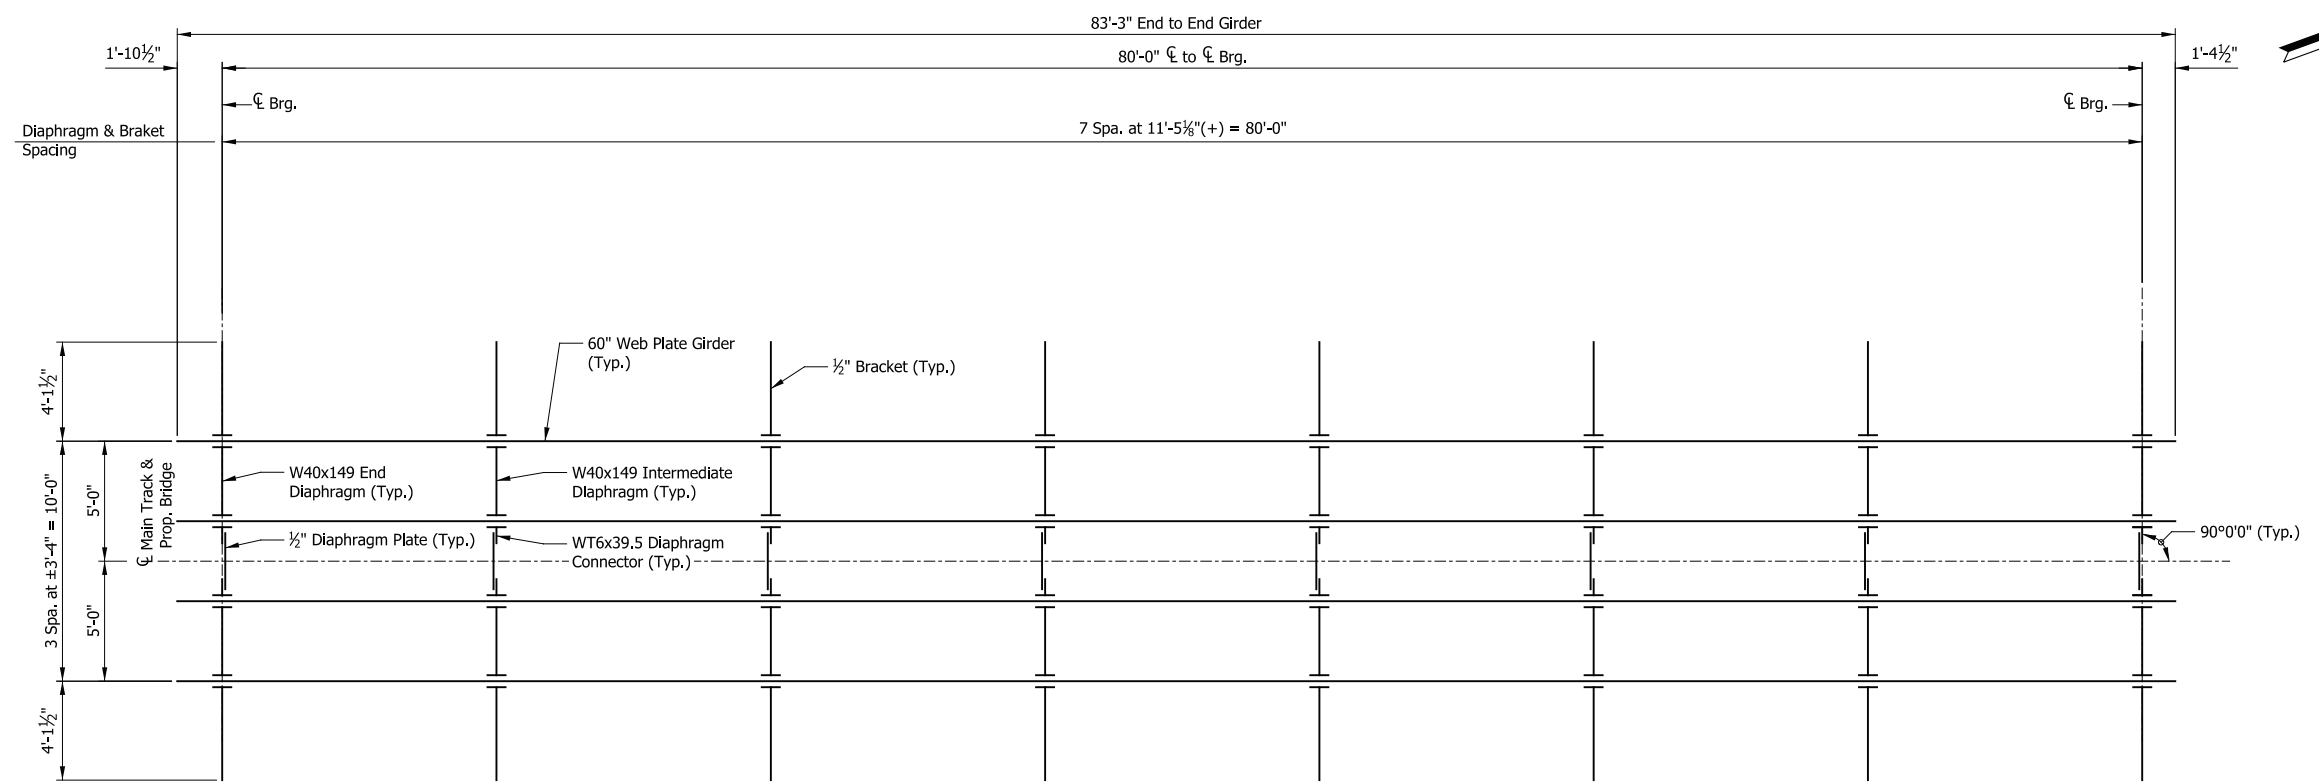 83'-3" End to End Girder
1'-10½"
80'-0" ℄ to ℄ Brg.
1'-4½"
℄ Brg.
℄ Brg.
Diaphragm & Braket
Spacing
7 Spa. at 11'-5⅛"(+) = 80'-0"
60" Web Plate Girder
(Typ.)
½" Bracket (Typ.)
4'-1½"
W40x149 End
Diaphragm (Typ.)
W40x149 Intermediate
Diaphragm (Typ.)
3 Spa. at ±3'-4" = 10'-0"
5'-0"
5'-0"
℄ Main Track &
Prop. Bridge
½" Diaphragm Plate (Typ.)
WT6x39.5 Diaphragm
Connector (Typ.)
90°0'0" (Typ.)
4'-1½"